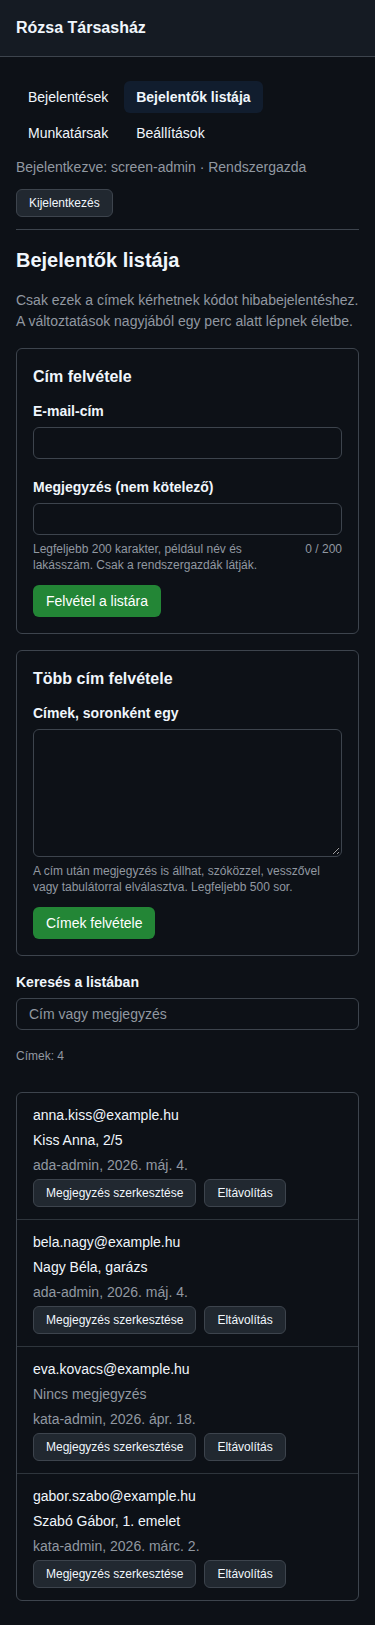 Rózsa Társasház
Bejelentések
Bejelentők listája
Munkatársak
Beállítások
Bejelentkezve: screen-admin · Rendszergazda
Kijelentkezés
Bejelentők listája
Csak ezek a címek kérhetnek kódot hibabejelentéshez.
A változtatások nagyjából egy perc alatt lépnek életbe.
Cím felvétele
E-mail-cím
Megjegyzés (nem kötelező)
Legfeljebb 200 karakter, például név és
lakásszám. Csak a rendszergazdák látják.
0 / 200
Felvétel a listára
Több cím felvétele
Címek, soronként egy
A cím után megjegyzés is állhat, szóközzel, vesszővel
vagy tabulátorral elválasztva. Legfeljebb 500 sor.
Címek felvétele
Keresés a listában
Cím vagy megjegyzés
Címek: 4
anna.kiss@example.hu
Kiss Anna, 2/5
ada-admin, 2026. máj. 4.
Megjegyzés szerkesztése
Eltávolítás
bela.nagy@example.hu
Nagy Béla, garázs
ada-admin, 2026. máj. 4.
Megjegyzés szerkesztése
Eltávolítás
eva.kovacs@example.hu
Nincs megjegyzés
kata-admin, 2026. ápr. 18.
Megjegyzés szerkesztése
Eltávolítás
gabor.szabo@example.hu
Szabó Gábor, 1. emelet
kata-admin, 2026. márc. 2.
Megjegyzés szerkesztése
Eltávolítás